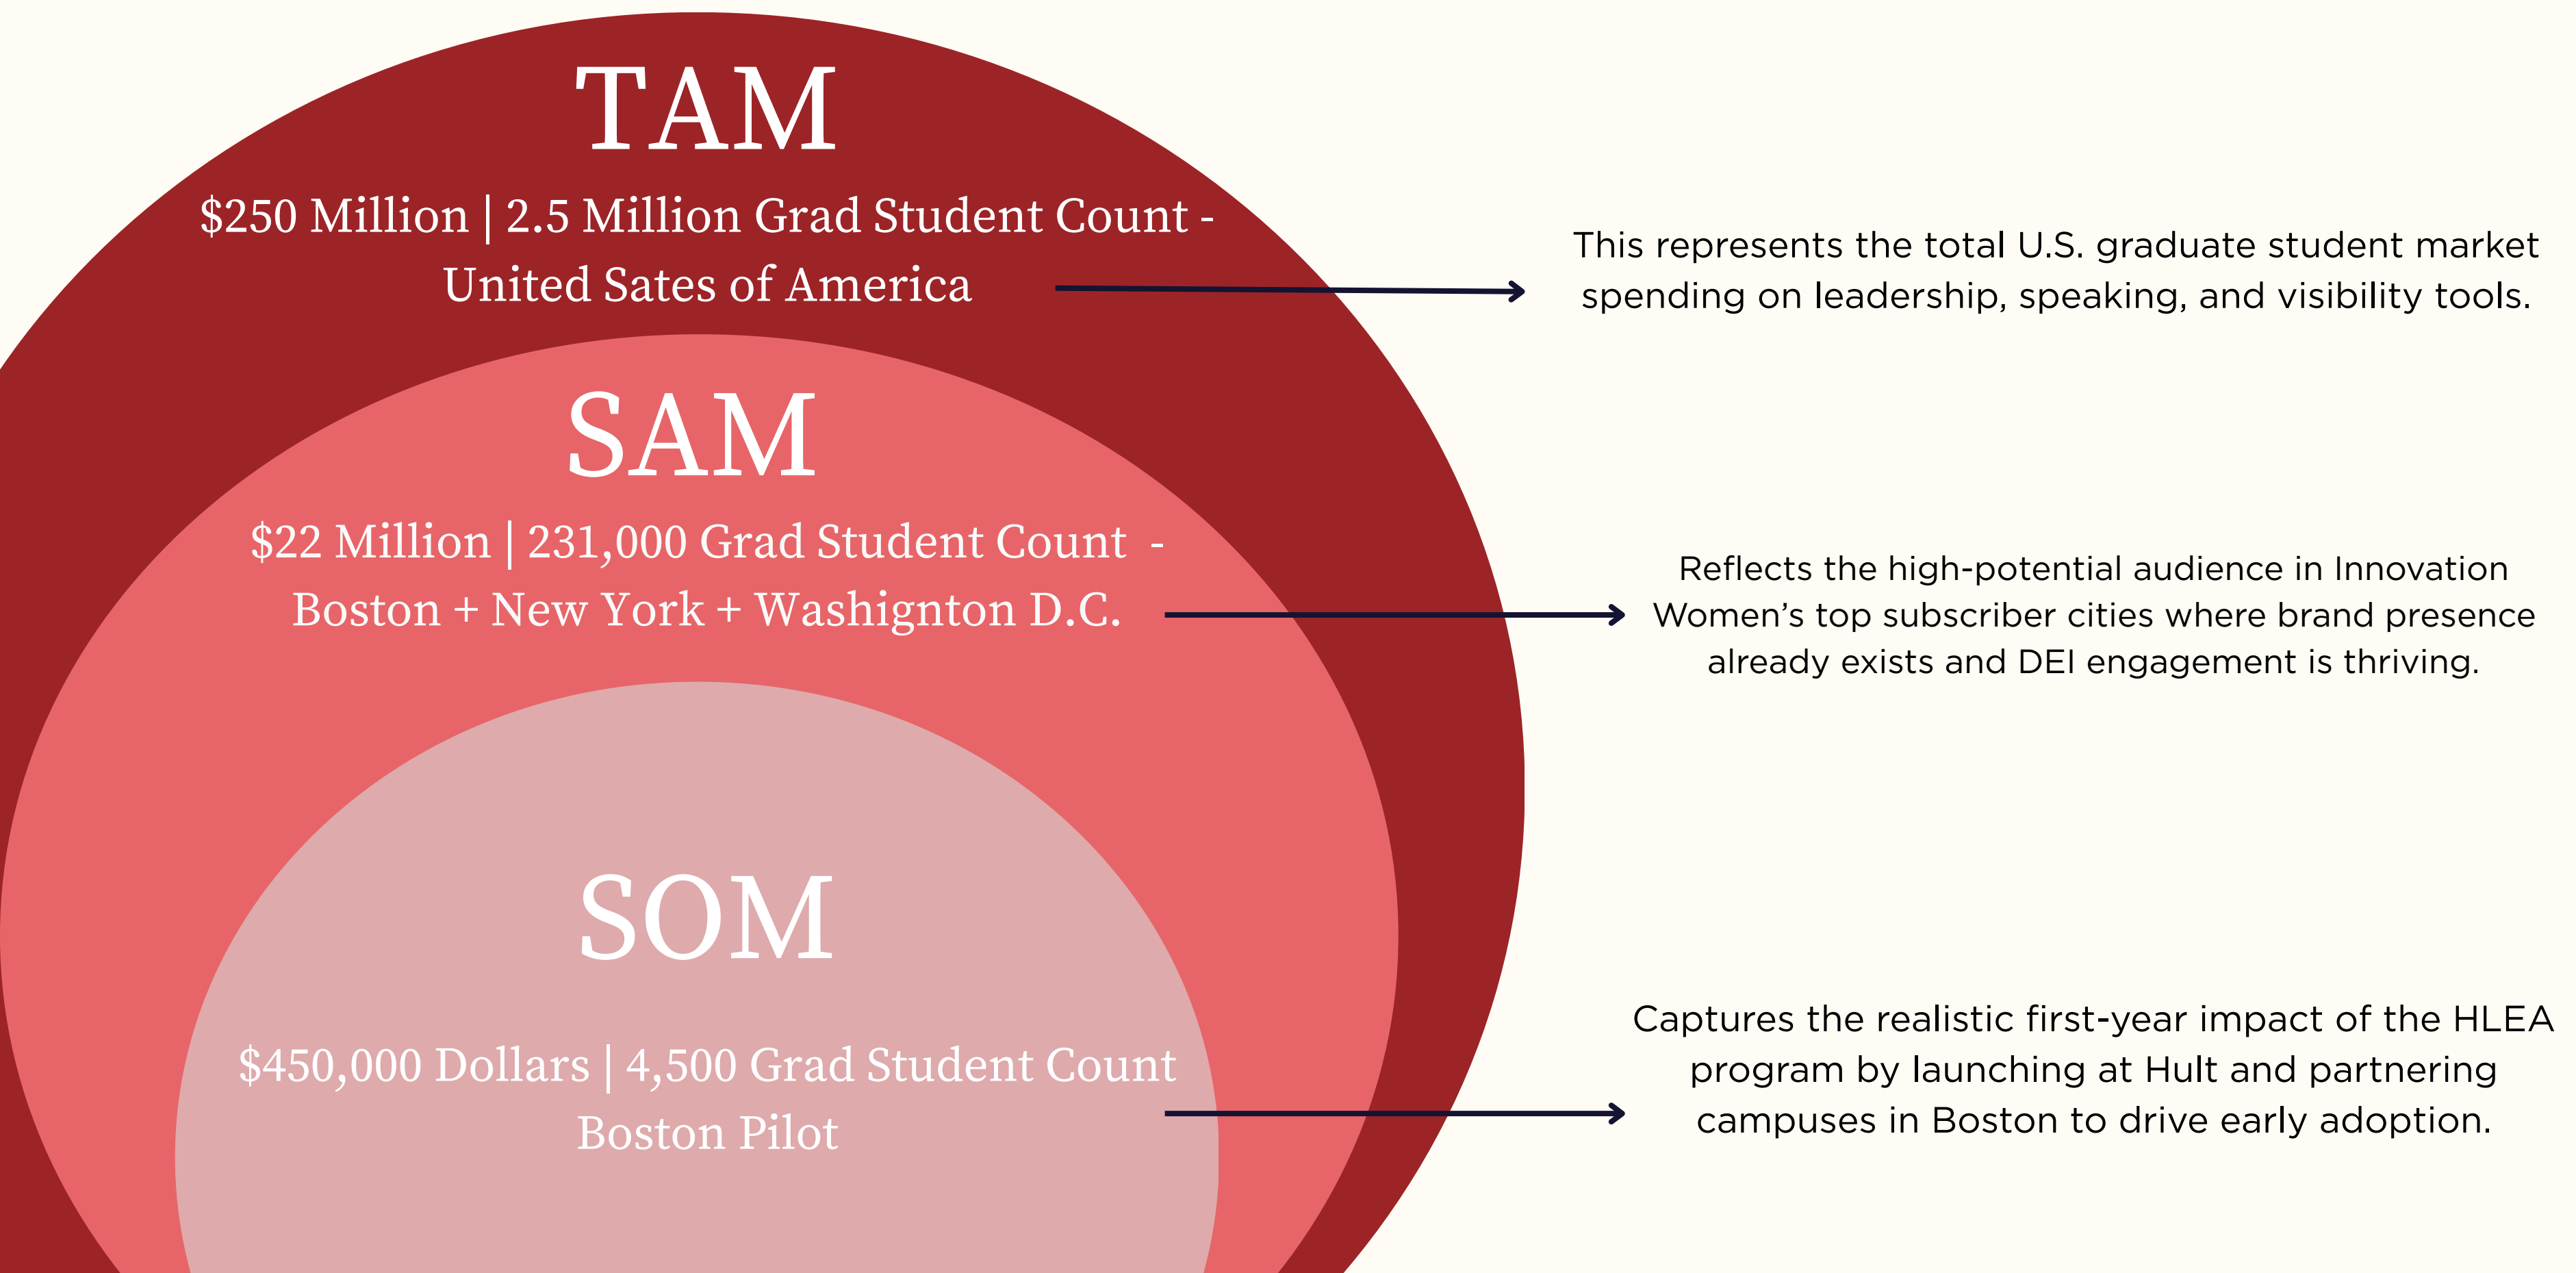 TAM
$250 Million | 2.5 Million Grad Student Count -
United Sates of America
This represents the total U.S. graduate student market
spending on leadership, speaking, and visibility tools.
SAM
$22 Million | 231,000 Grad Student Count -
Boston + New York + Washignton D.C.
Reflects the high-potential audience in Innovation
Women’s top subscriber cities where brand presence
already exists and DEI engagement is thriving.
SOM
$450,000 Dollars | 4,500 Grad Student Count
Boston Pilot
Captures the realistic first-year impact of the HLEA
program by launching at Hult and partnering
campuses in Boston to drive early adoption.